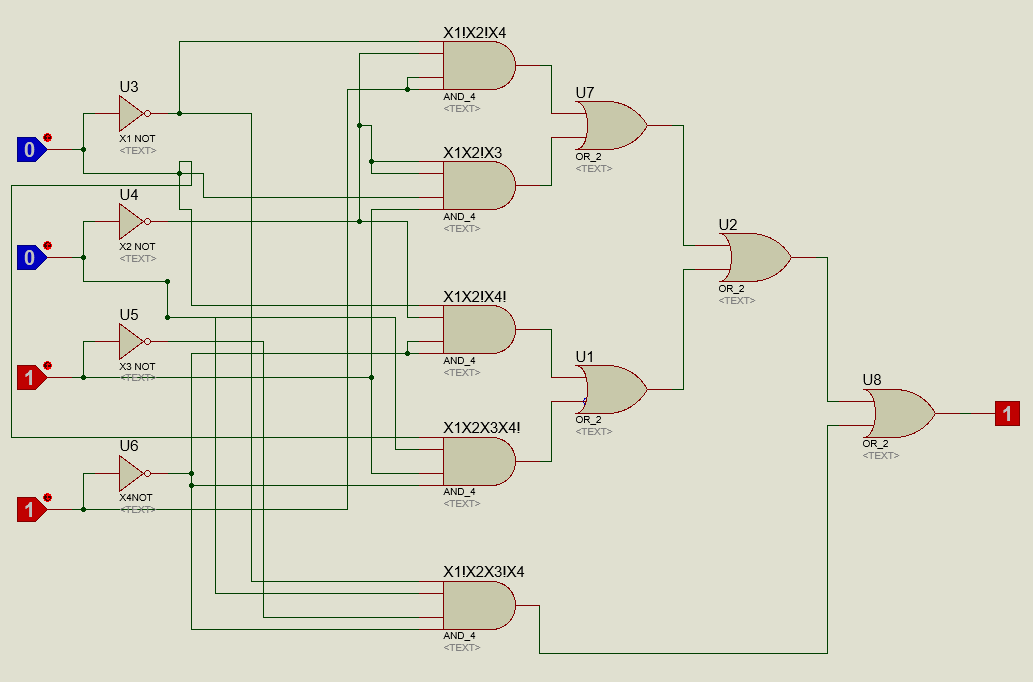 X1!X2!X4
AND_4
<TEXT>
U3
X1 NOT
<TEXT>
0
U7
OR_2
<TEXT>
X1X2!X3
AND_4
<TEXT>
U4
X2 NOT
<TEXT>
0
U2
OR_2
<TEXT>
X1X2!X4!
AND_4
<TEXT>
U5
X3 NOT
<TEXT>
1
U1
OR_2
<TEXT>
U8
OR_2
<TEXT>
1
X1X2X3X4!
AND_4
<TEXT>
U6
X4NOT
<TEXT>
1
X1!X2X3!X4
AND_4
<TEXT>